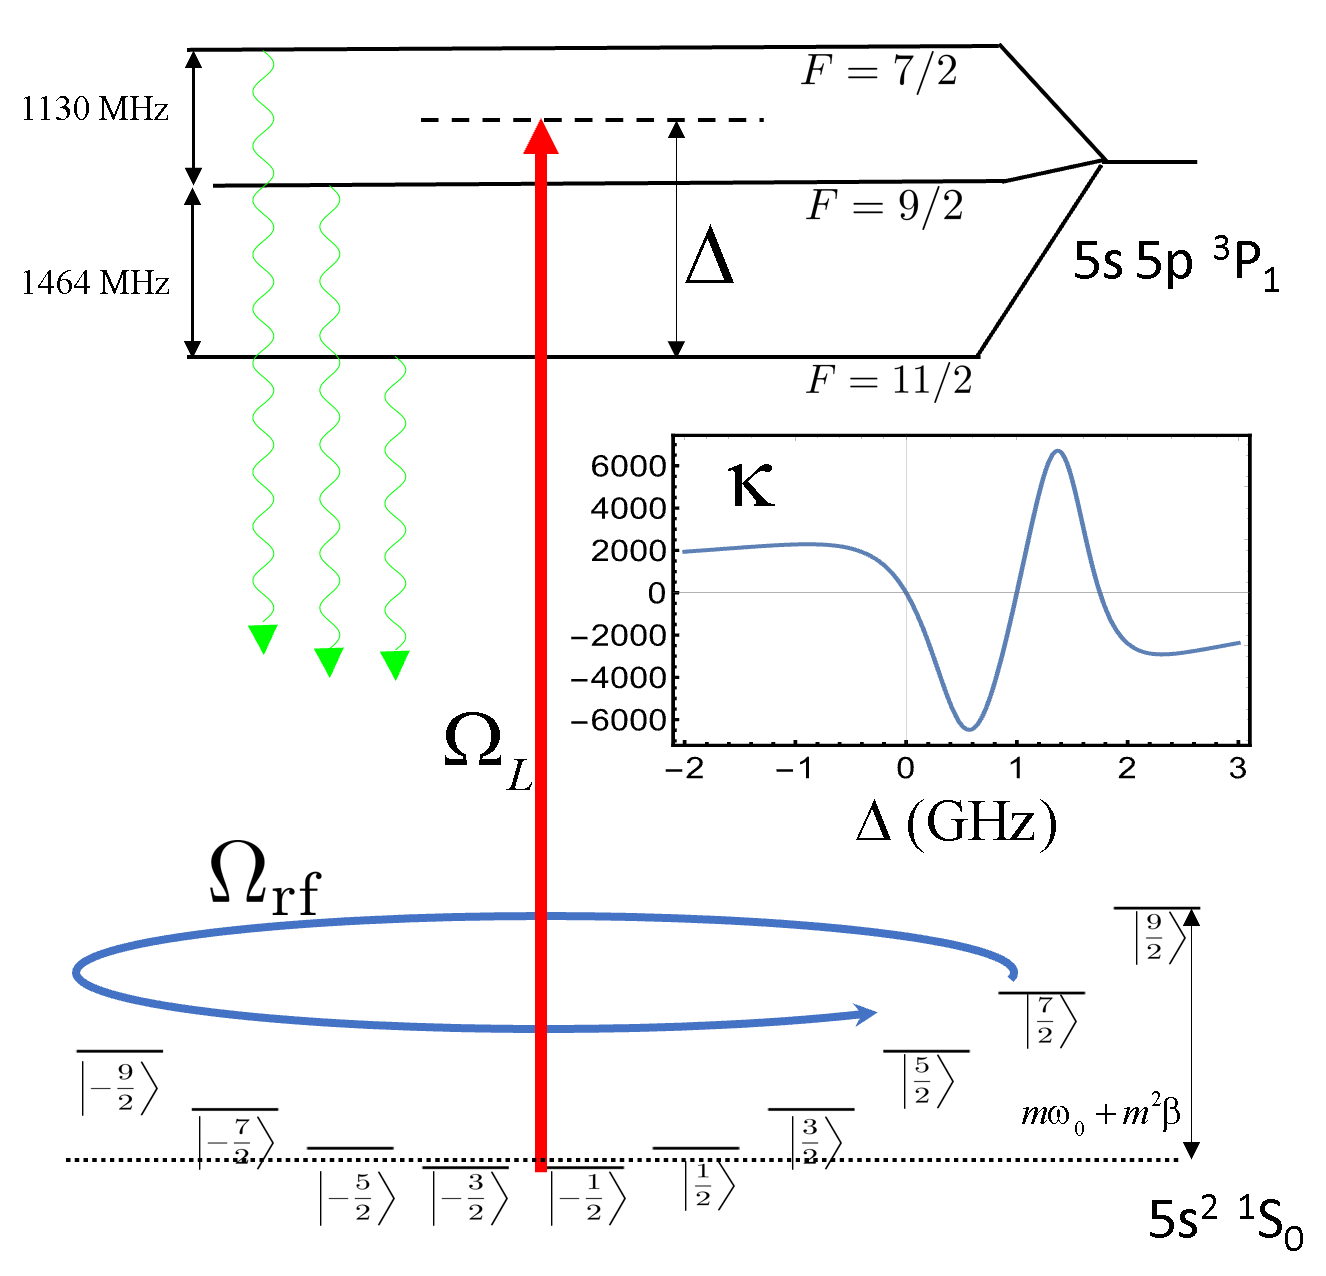 F = 7/2
1130 MHz
F = 9/2
Δ
5s 5p ³P₁
1464 MHz
F = 11/2
κ
6000
4000
2000
0
−2000
−4000
−6000
−2 −1 0 1 2 3
Δ (GHz)
Ω_L
Ω_rf
|9/2⟩
|7/2⟩
|−9/2⟩
|5/2⟩
mω₀ + m²β
|−7/2⟩
|3/2⟩
|−5/2⟩
|−3/2⟩
|−1/2⟩
|1/2⟩
5s² ¹S₀